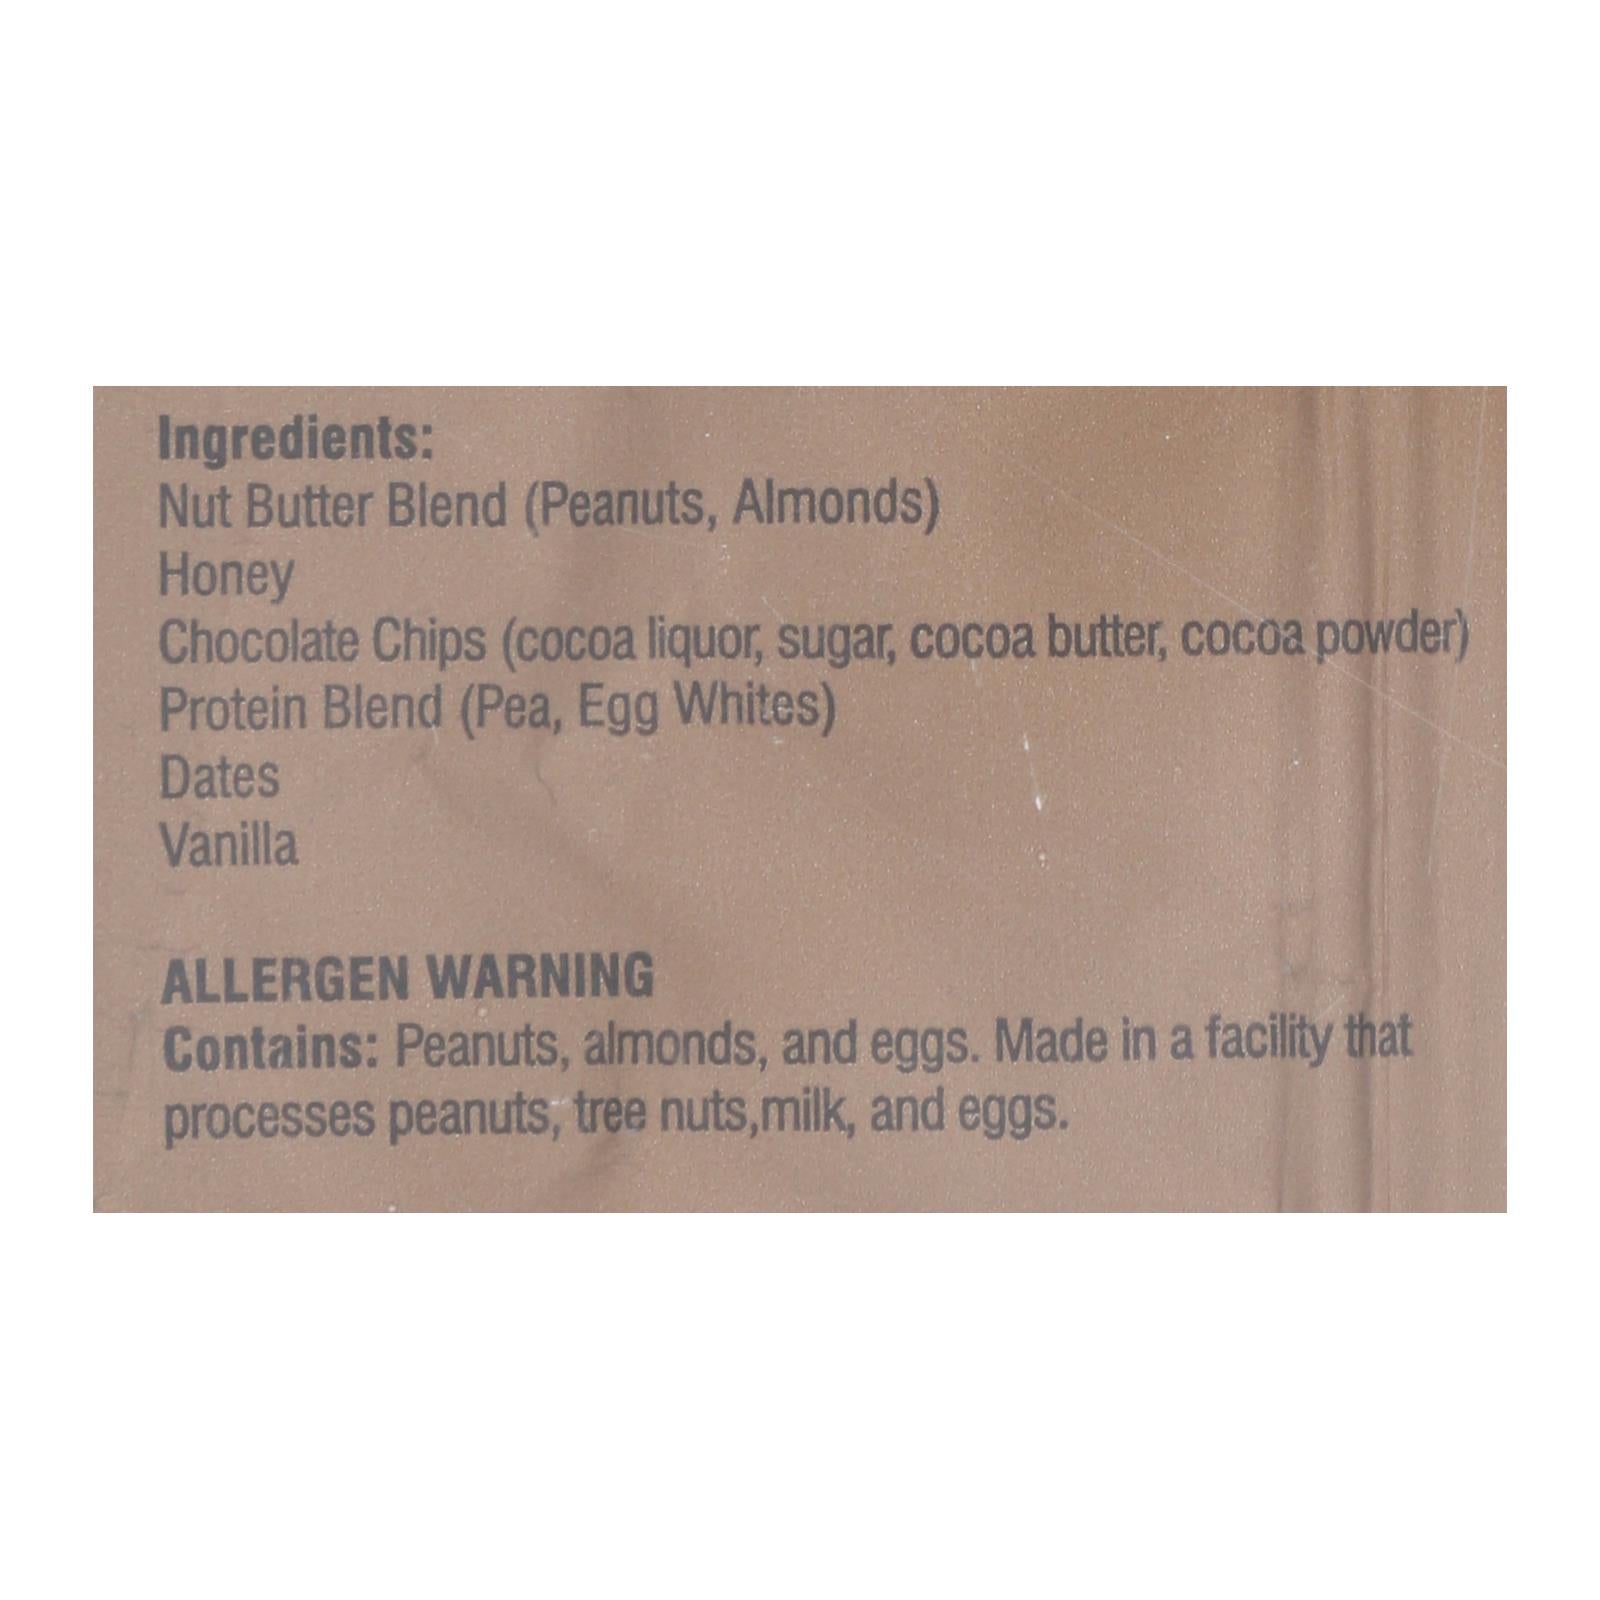 Ingredients:
Nut Butter Blend (Peanuts, Almonds)
Honey
Chocolate Chips (cocoa liquor, sugar, cocoa butter, cocoa powder)
Protein Blend (Pea, Egg Whites)
Dates
Vanilla
ALLERGEN WARNING
Contains: Peanuts, almonds, and eggs. Made in a facility that
processes peanuts, tree nuts,milk, and eggs.